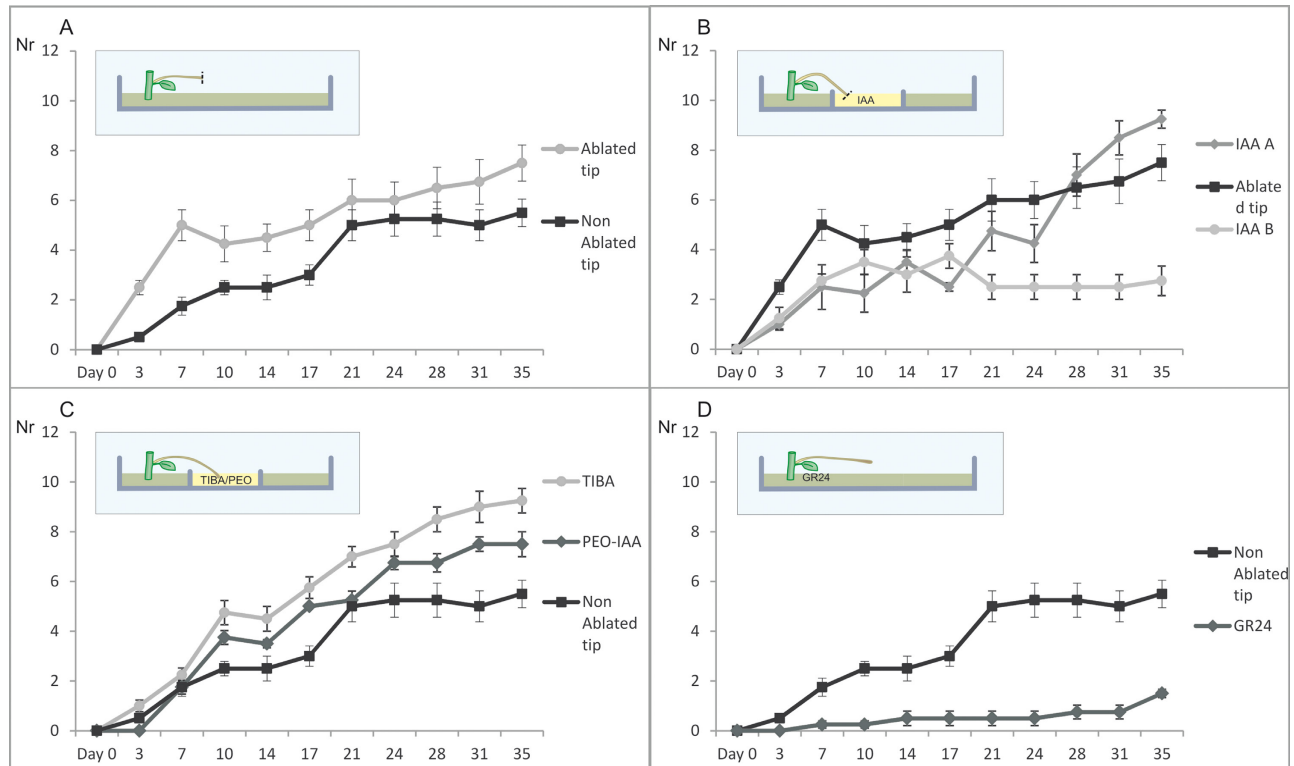 A
Nr
12
10
8
6
4
2
0
Day 0 3 7 10 14 17 21 24 28 31 35
Ablated
tip
Non
Ablated tip
B
Nr
12
10
8
6
4
2
0
Day 0 3 7 10 14 17 21 24 28 31 35
IAA
IAA A
Ablate
d tip
IAA B
C
Nr
12
10
8
6
4
2
0
Day 0 3 7 10 14 17 21 24 28 31 35
TIBA/PEO
TIBA
PEO-IAA
Non
Ablated
tip
D
Nr
12
10
8
6
4
2
0
Day 0 3 7 10 14 17 21 24 28 31 35
GR24
Non
Ablated
tip
GR24